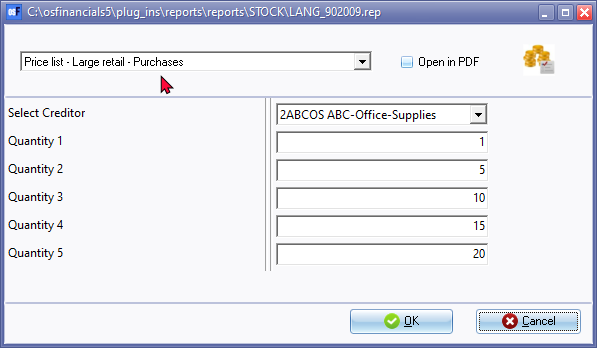 C:\osfinancials5\plug_ins\reports\reports\STOCK\LANG_902009.rep
Price list - Large retail - Purchases
Open in PDF
Select Creditor
2ABCOS ABC-Office-Supplies
Quantity 1
1
Quantity 2
5
Quantity 3
10
Quantity 4
15
Quantity 5
20
OK
Cancel